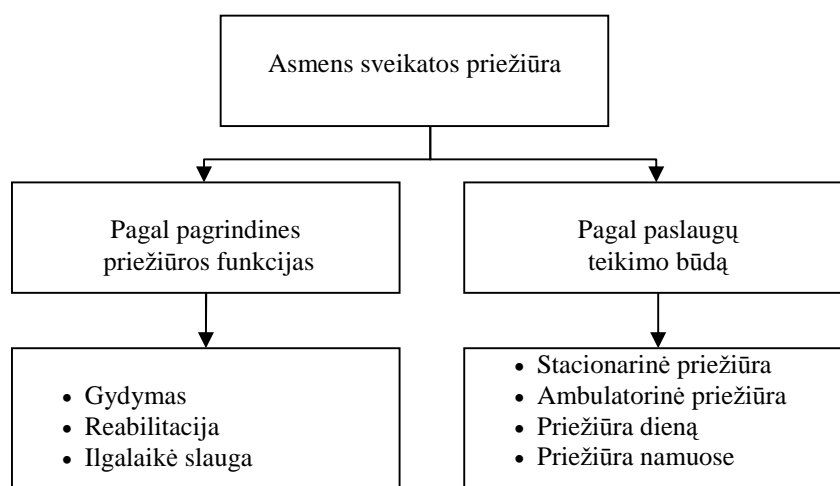 Asmens sveikatos priežiūra
Pagal pagrindines
priežiūros funkcijas
Pagal paslaugų
teikimo būdą
• Gydymas
• Reabilitacija
• Ilgalaikė slauga
• Stacionarinė priežiūra
• Ambulatorinė priežiūra
• Priežiūra dieną
• Priežiūra namuose